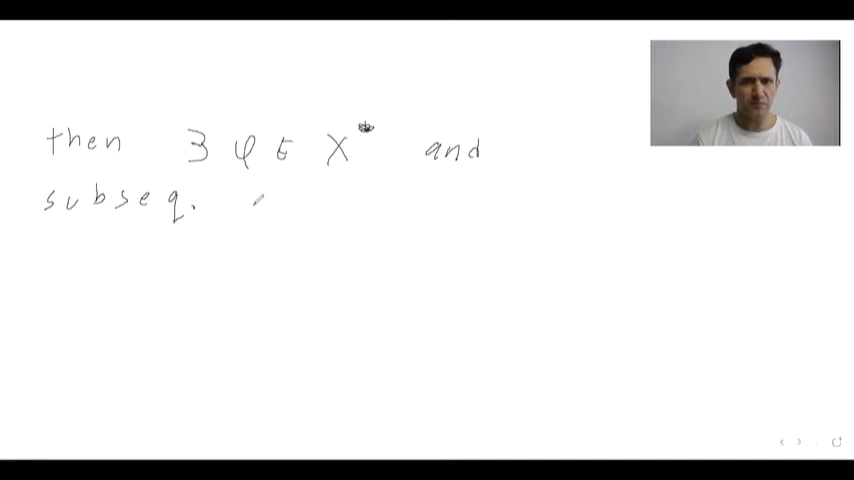 then ∃ φ ∈ X* and
subseq.